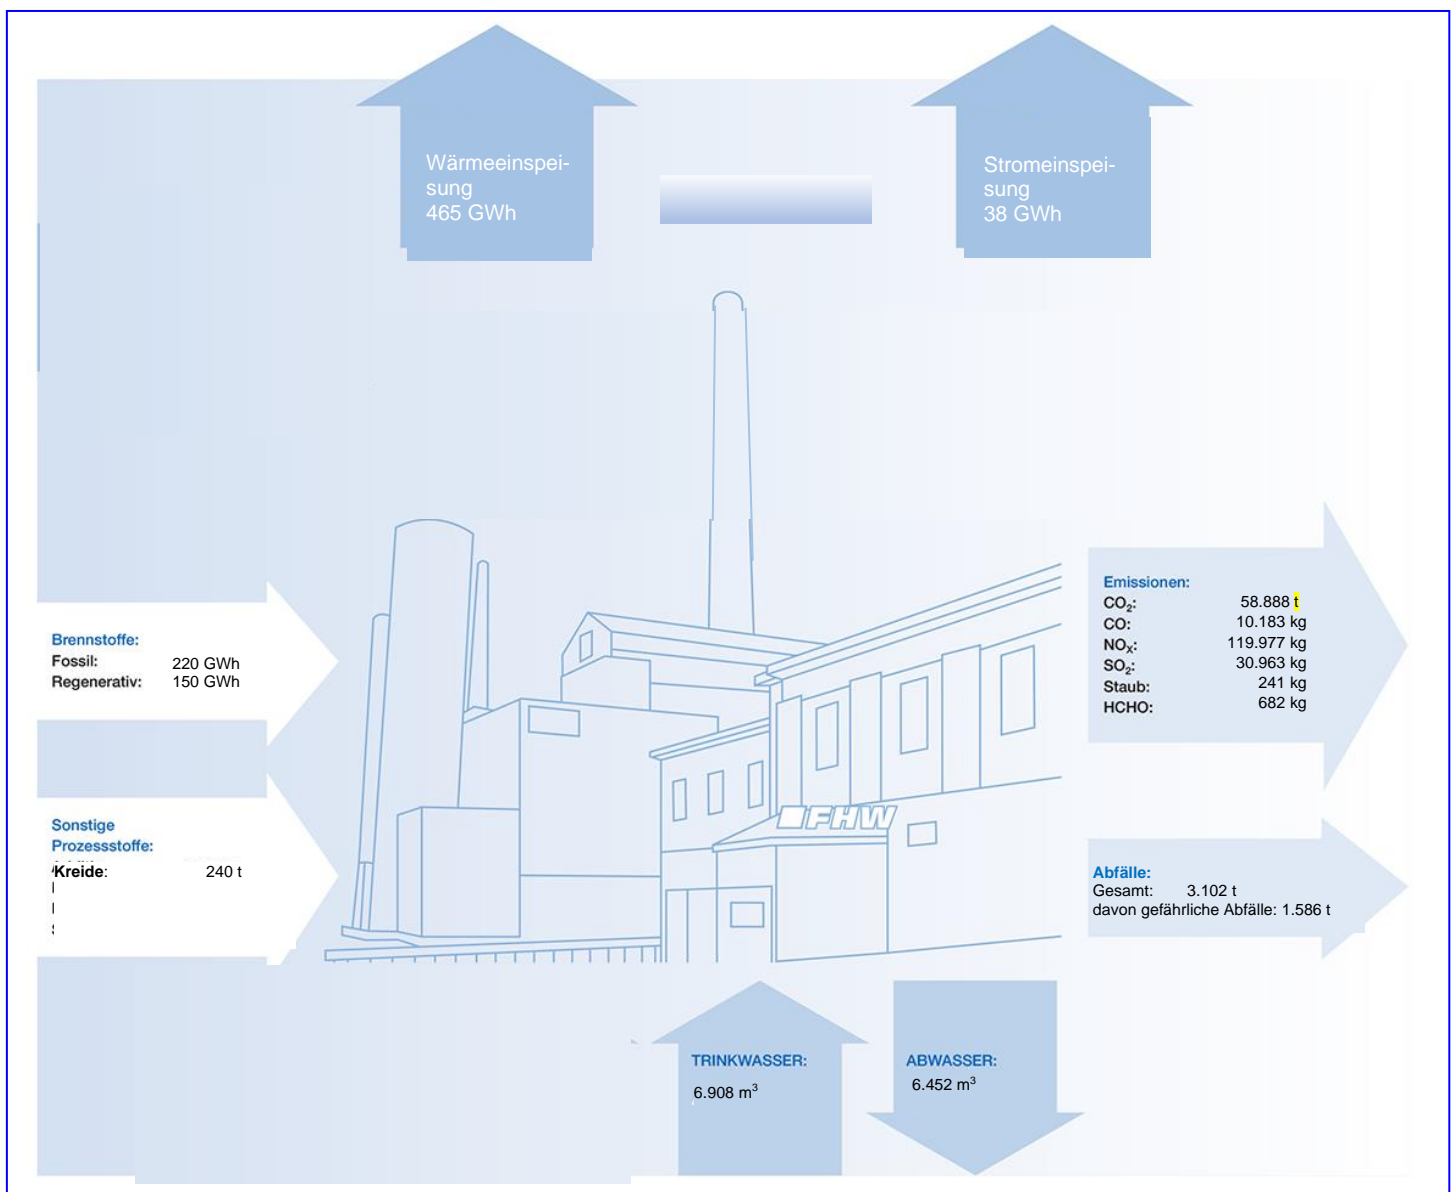 Wärmeeinspei-
sung
465 GWh
Stromeinspei-
sung
38 GWh
Brennstoffe:
Fossil: 220 GWh
Regenerativ: 150 GWh
Sonstige
Prozessstoffe:
Kreide: 240 t
FHW
Emissionen:
CO₂: 58.888 t
CO: 10.183 kg
NOₓ: 119.977 kg
SO₂: 30.963 kg
Staub: 241 kg
HCHO: 682 kg
Abfälle:
Gesamt: 3.102 t
davon gefährliche Abfälle: 1.586 t
TRINKWASSER:
6.908 m³
ABWASSER:
6.452 m³